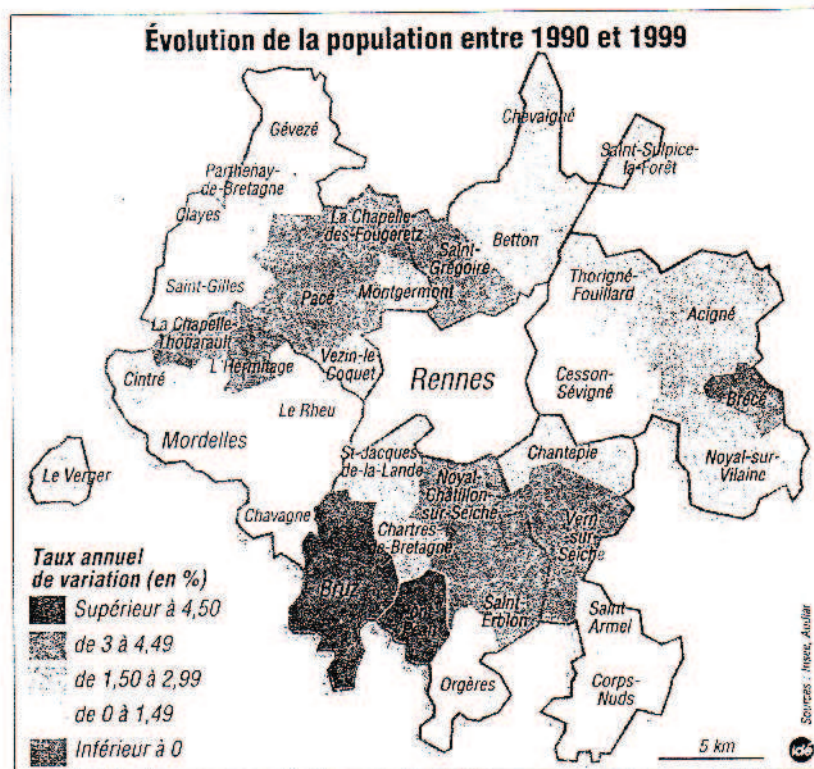 Évolution de la population entre 1990 et 1999
Gévezé
Chevaigné
Saint-Sulpice-
la-Forêt
Parthenay-
de-Bretagne
Clayes
La Chapelle-
des-Fougeretz
Betton
Saint-
Grégoire
Saint-Gilles
Pacé
Montgermont
Thorigné-
Fouillard
Acigné
La Chapelle-
Thouarault
L'Hermitage
Vezin-le-
Coquet
Cintré
Rennes
Cesson-
Sévigné
Brécé
Le Rheu
Mordelles
St-Jacques-
de-la-Lande
Chantepie
Noyal-sur-
Vilaine
Le Verger
Noyal-
Châtillon-
sur-Seiche
Chavagne
Chartres-
de-Bretagne
Vern-
sur-
Seiche
Bruz
Saint-
Erblon
Saint
Armel
Orgères
Corps-
Nuds
Taux annuel
de variation (en %)
Supérieur à 4,50
de 3 à 4,49
de 1,50 à 2,99
de 0 à 1,49
Inférieur à 0
5 km
Sources : Insee, Audiar
idé